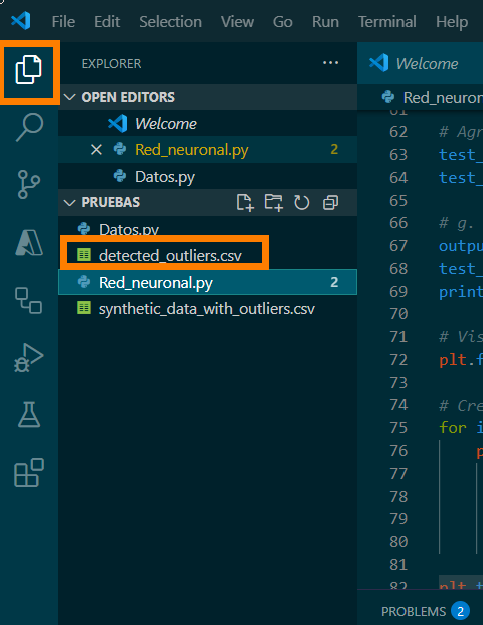 File Edit Selection View Go Run Terminal Help
EXPLORER ···
Welcome
OPEN EDITORS
Welcome
Red_neuronal.py 2
Datos.py
PRUEBAS
Datos.py
detected_outliers.csv
Red_neuronal.py 2
synthetic_data_with_outliers.csv
Red_neuron
61
62 # Agr
63 test_
64 test_
65
66 # g.
67 outpu
68 test_
69 print
70
71 # Vis
72 plt.f
73
74 # Cre
75 for i
76 p
77
78
79
80
81
82 plt.t
PROBLEMS 2